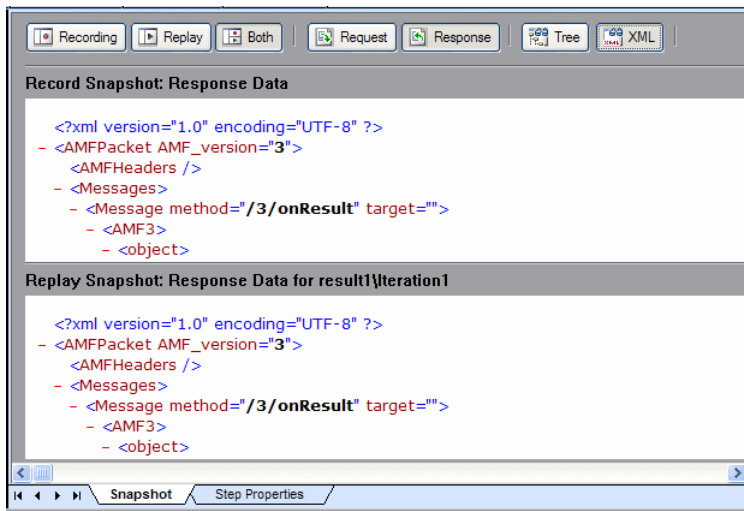 Recording Replay Both Request Response Tree XML
Record Snapshot: Response Data
<?xml version="1.0" encoding="UTF-8" ?>
– <AMFPacket AMF_version="3">
<AMFHeaders />
– <Messages>
– <Message method="/3/onResult" target="">
– <AMF3>
– <object>
Replay Snapshot: Response Data for result1\Iteration1
<?xml version="1.0" encoding="UTF-8" ?>
– <AMFPacket AMF_version="3">
<AMFHeaders />
– <Messages>
– <Message method="/3/onResult" target="">
– <AMF3>
– <object>
Snapshot Step Properties